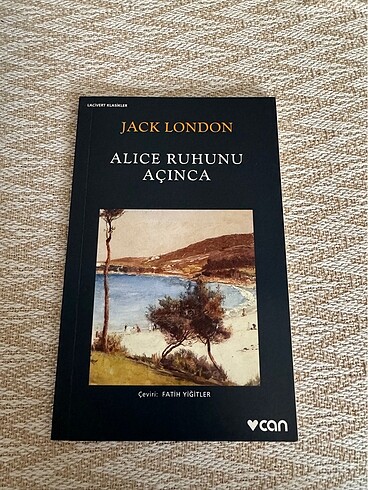 LACİVERT KLASİKLER
JACK LONDON
ALICE RUHUNU
AÇINCA
Çeviri: FATİH YİĞİTLER
can